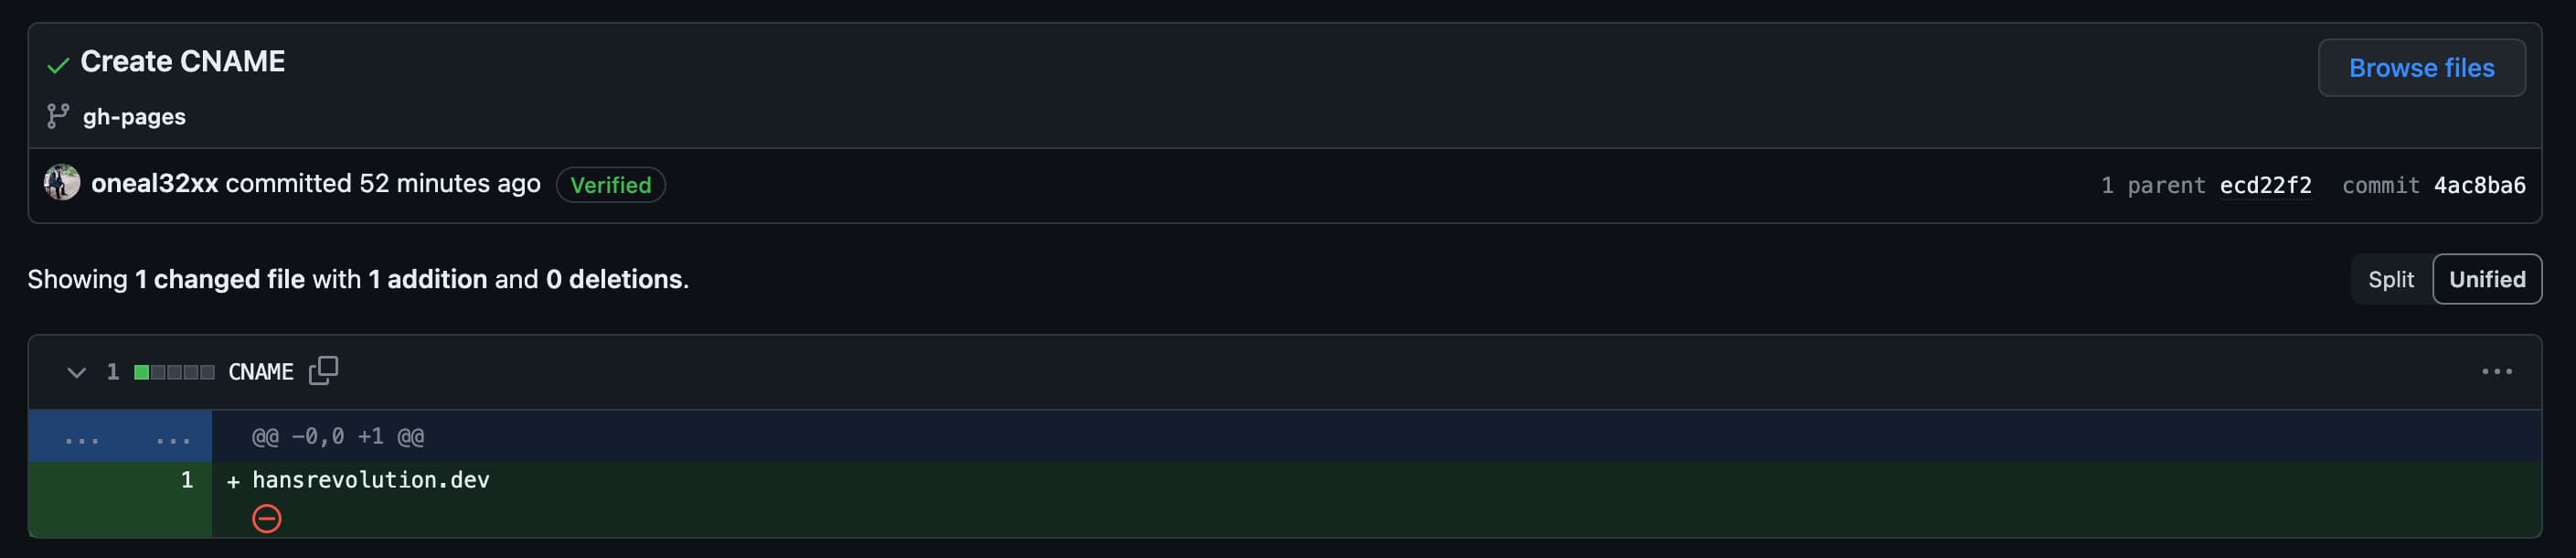 Create CNAME
Browse files
gh-pages
oneal32xx committed 52 minutes ago Verified
1 parent ecd22f2 commit 4ac8ba6
Showing 1 changed file with 1 addition and 0 deletions.
Split Unified
1 CNAME
... ... @@ -0,0 +1 @@
1 + hansrevolution.dev